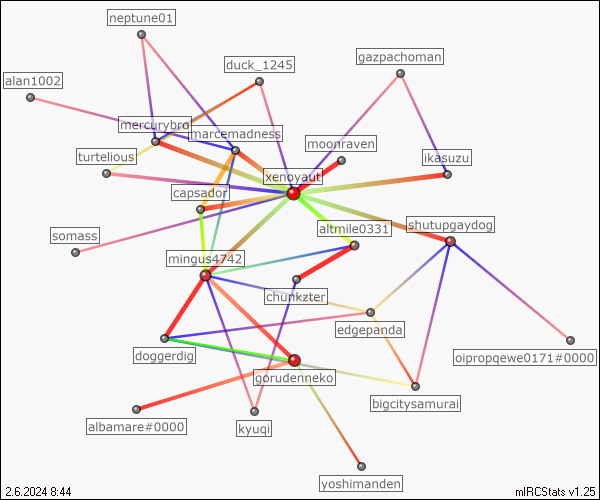 neptune01
gazpachoman
duck_1245
alan1002
mercurybro
marcemadness
moonraven
turtelious
ikasuzu
xenoyaut
capsador
shutupgaydog
altmile0331
somass
mingus4742
chunkzter
edgepanda
doggerdig
oipropqewe0171#0000
gorudenneko
bigcitysamurai
albamare#0000
kyuqi
yoshimanden
2.6.2024 8:44
mIRCStats v1.25